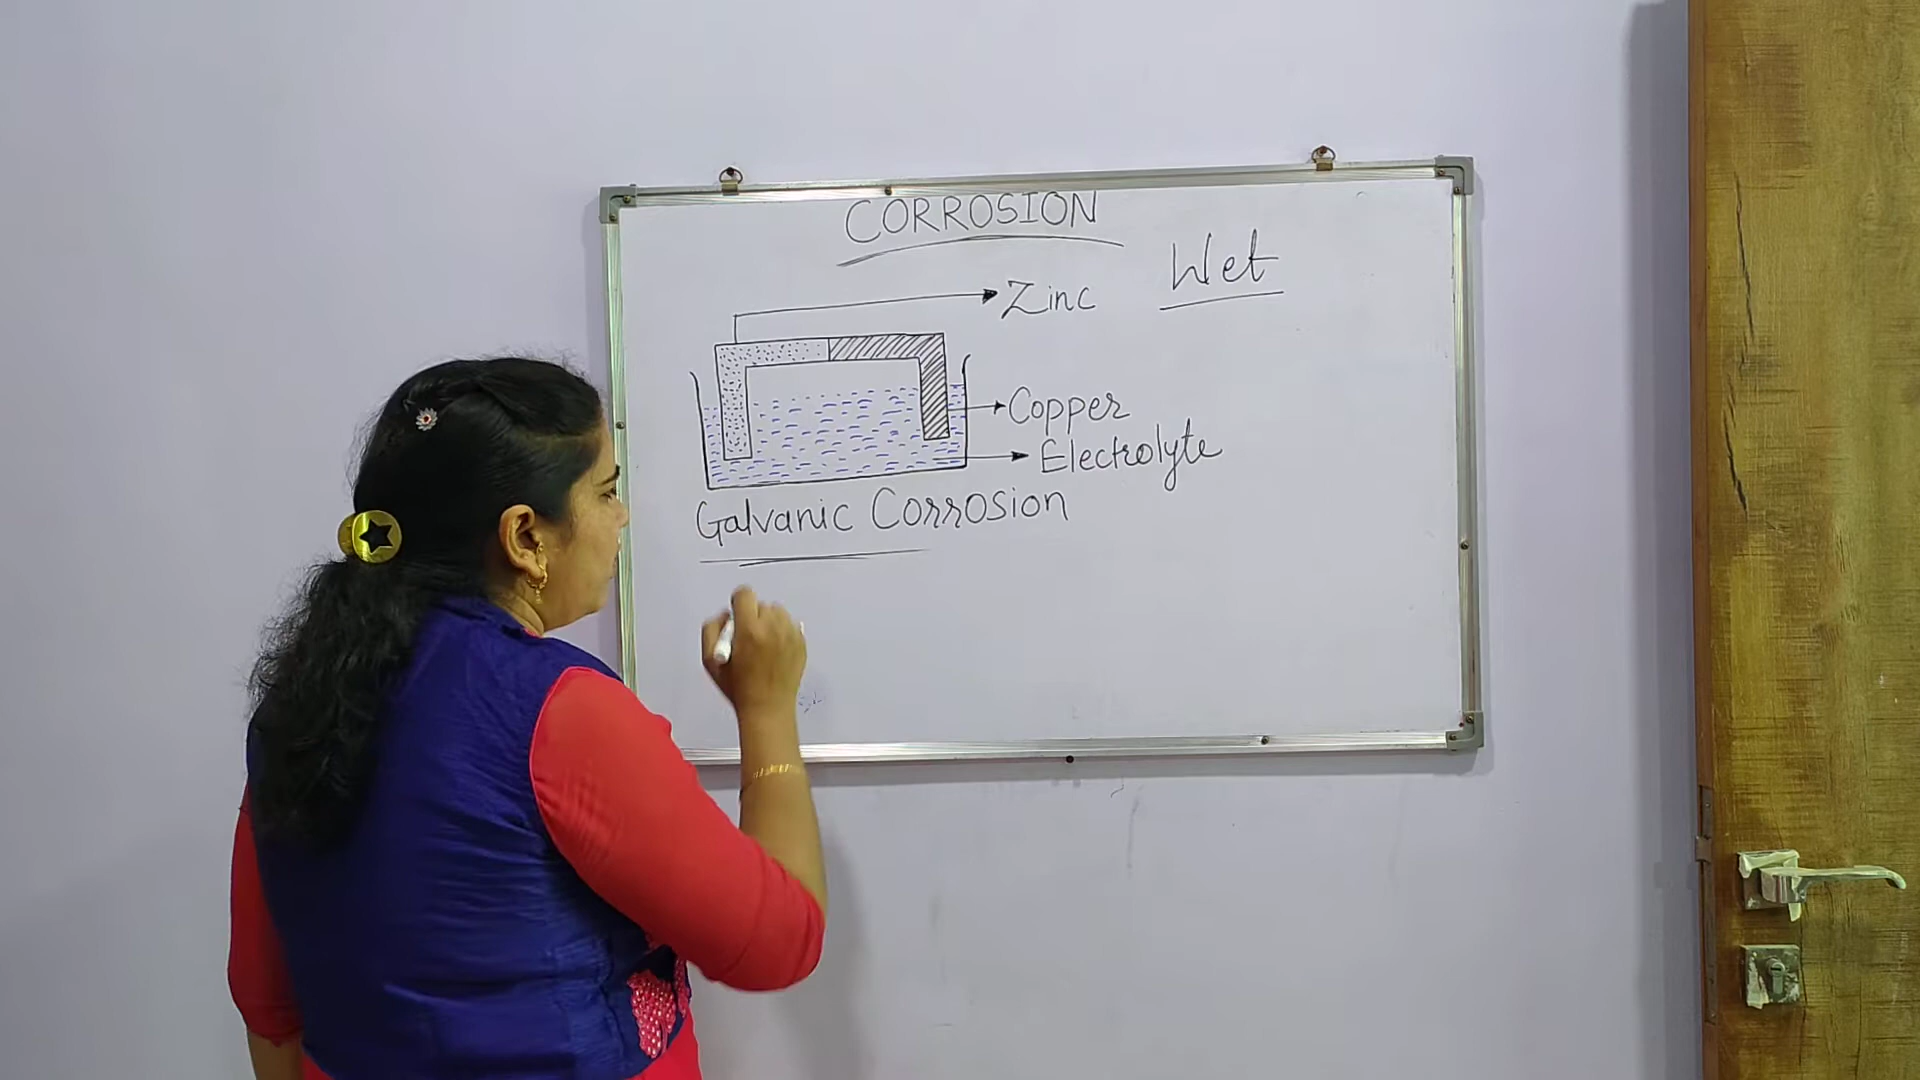 CORROSION
Wet
Zinc
Copper
Electrolyte
Galvanic Corrosion